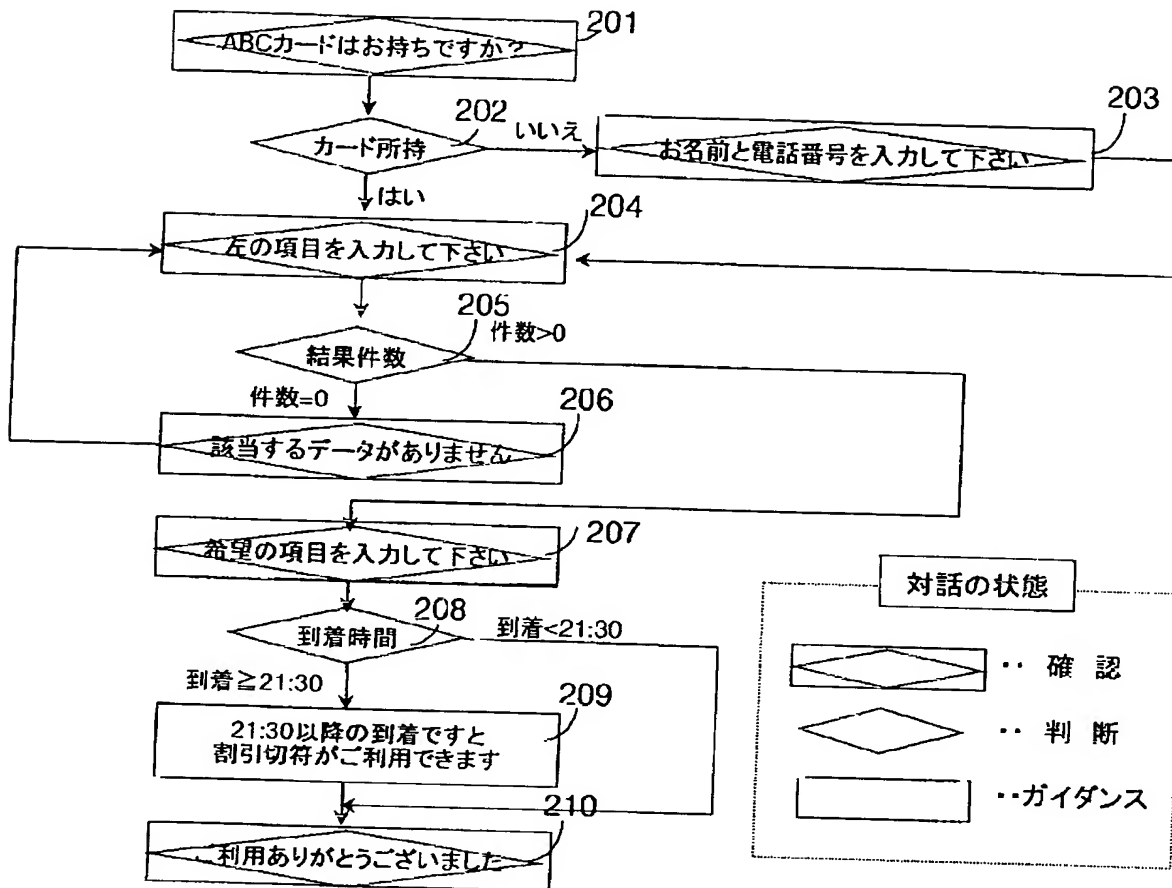 ABCカードはお持ちですか？
201
カード所持
202
いいえ
お名前と電話番号を入力して下さい
203
はい
左の項目を入力して下さい
204
結果件数
205
件数>0
件数=0
該当するデータがありません
206
希望の項目を入力して下さい
207
到着時間
208
到着<21:30
到着≧21:30
21:30以降の到着ですと
割引切符がご利用できます
209
利用ありがとうございました
210
対話の状態
‥ 確 認
‥ 判 断
‥ガイダンス